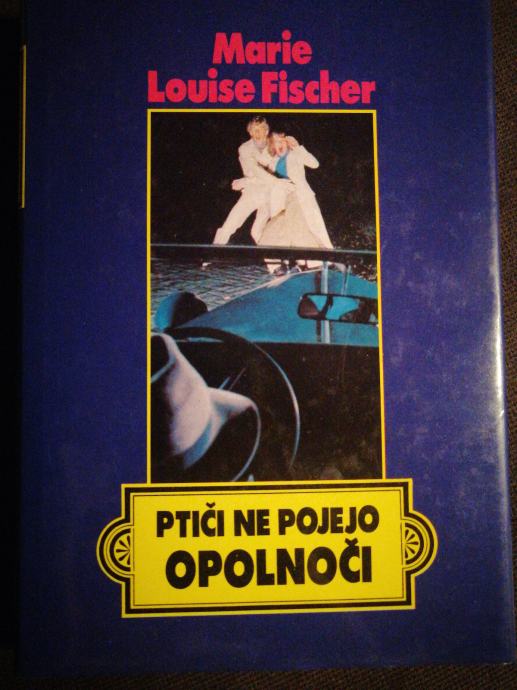 Marie
Louise Fischer
PTIČI NE POJEJO
OPOLNOČI